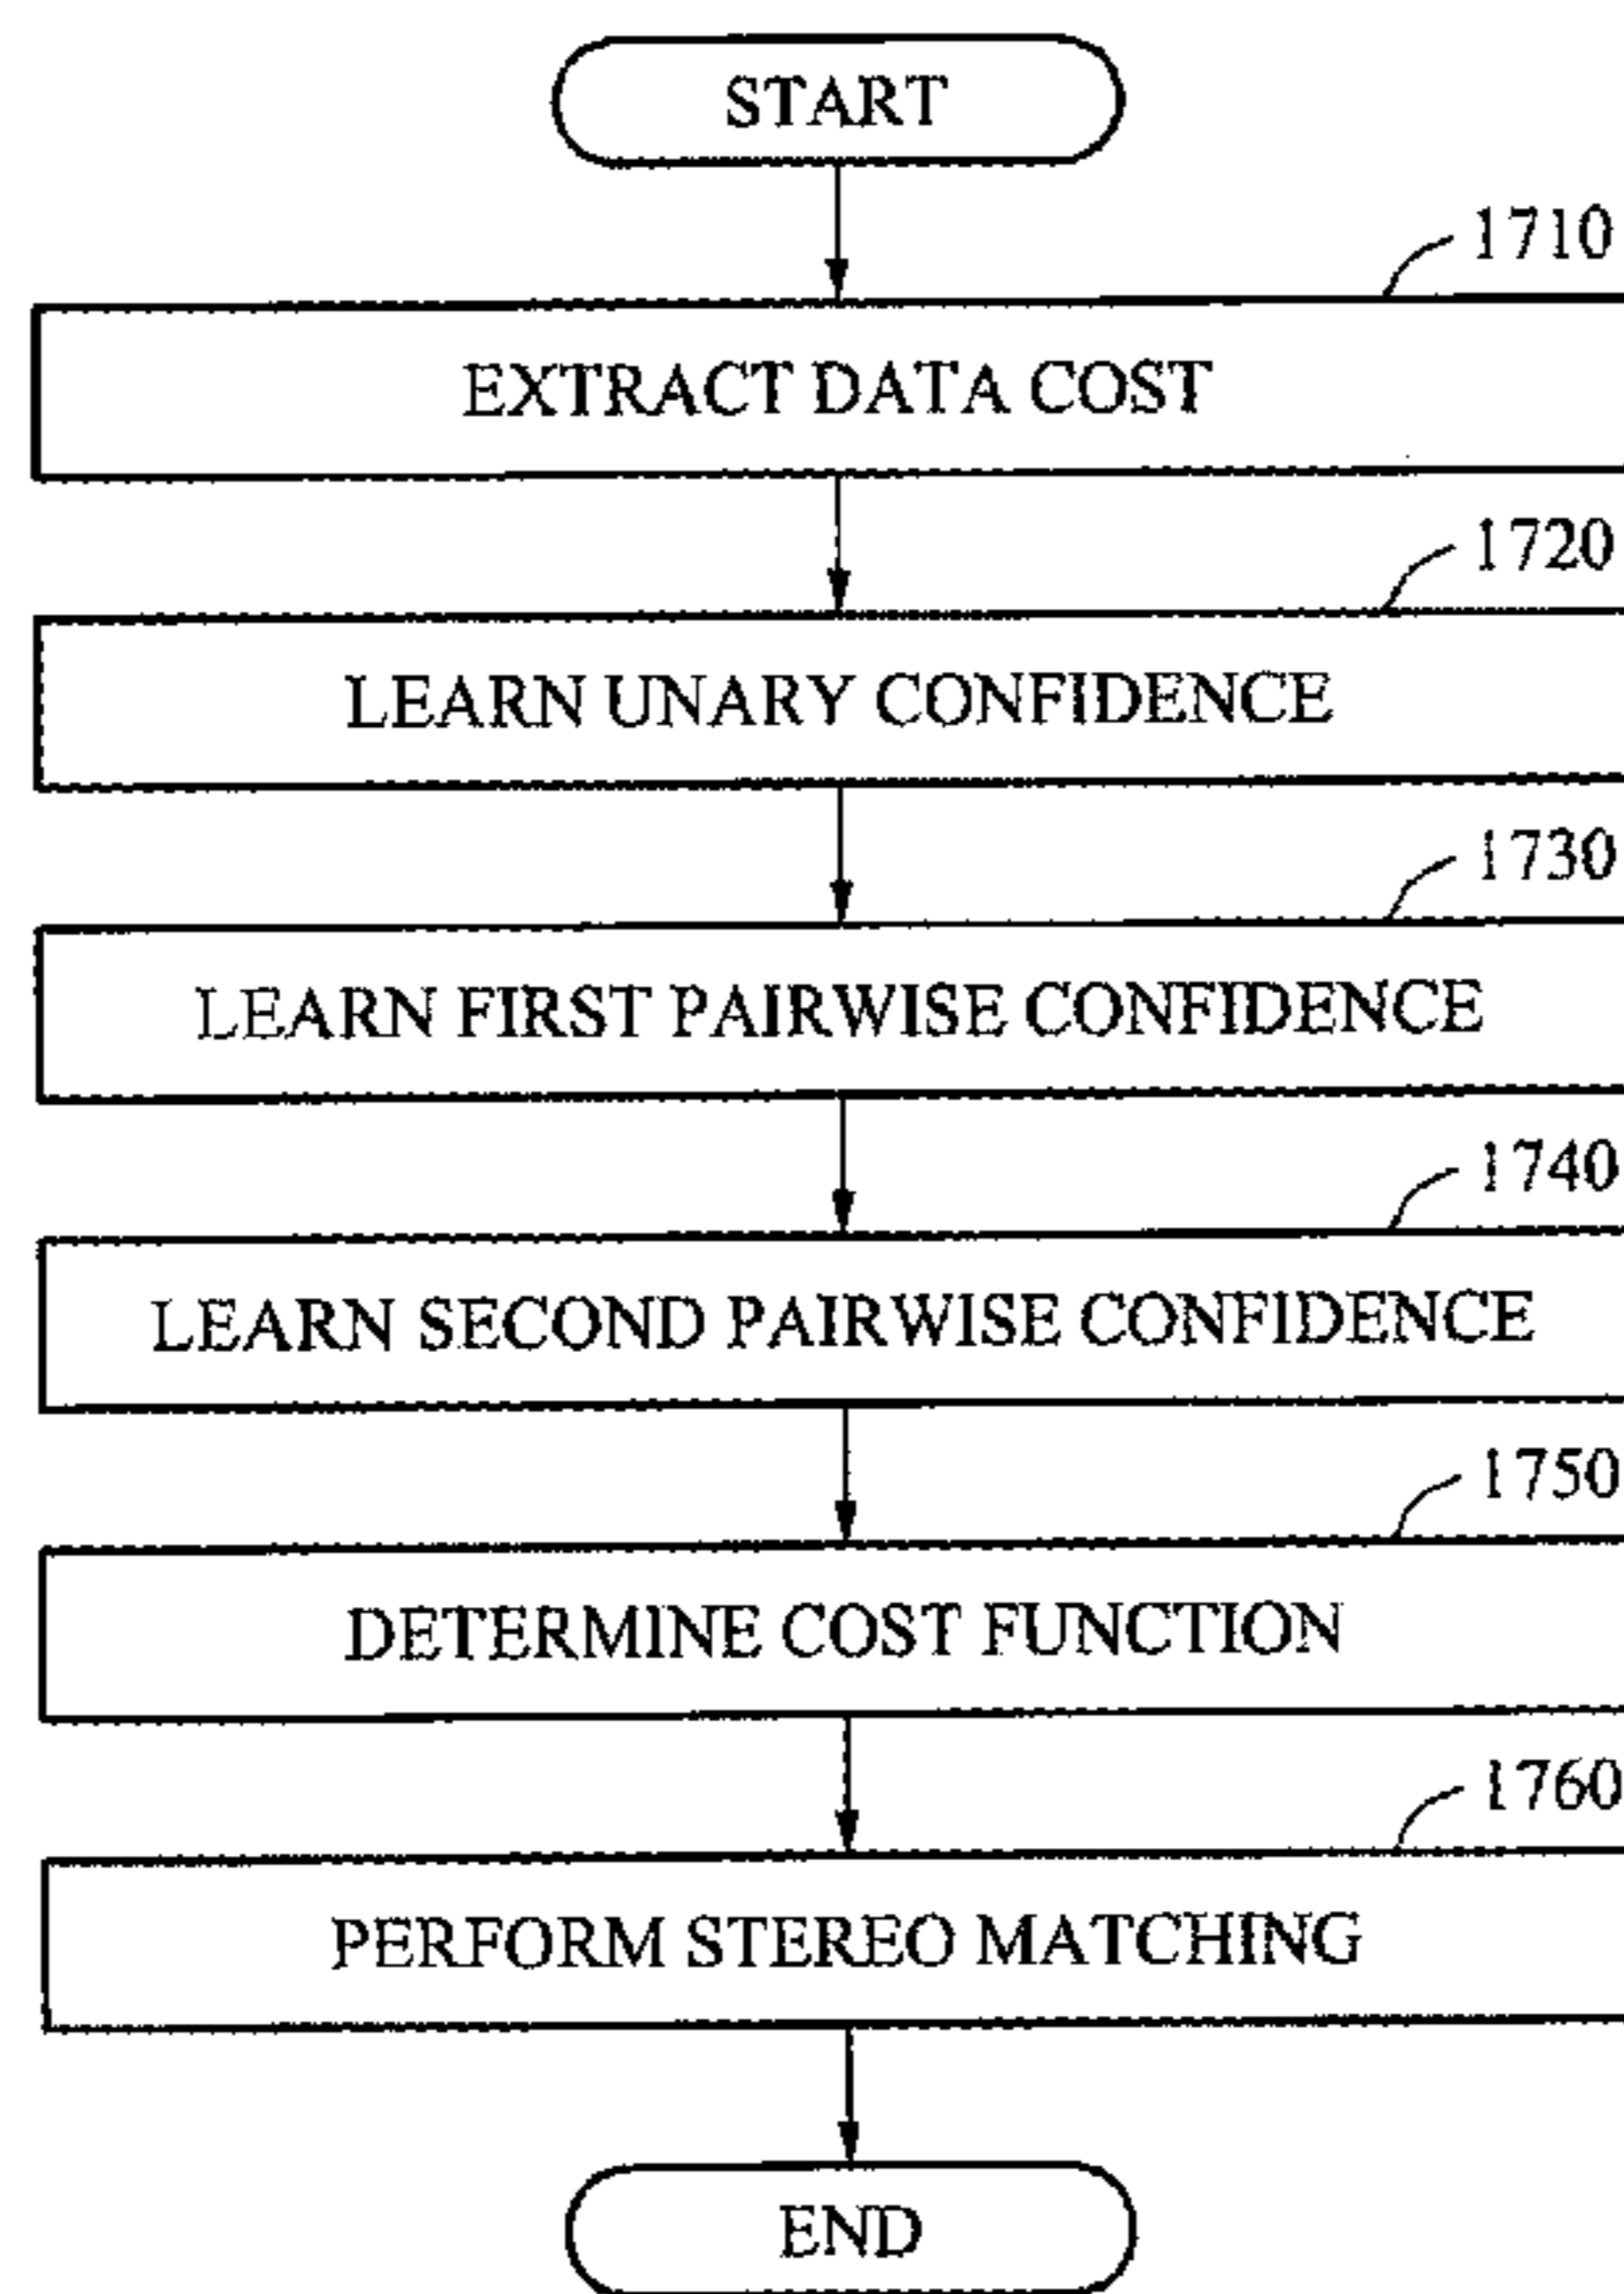 START
1710
EXTRACT DATA COST
1720
LEARN UNARY CONFIDENCE
1730
LEARN FIRST PAIRWISE CONFIDENCE
1740
LEARN SECOND PAIRWISE CONFIDENCE
1750
DETERMINE COST FUNCTION
1760
PERFORM STEREO MATCHING
END